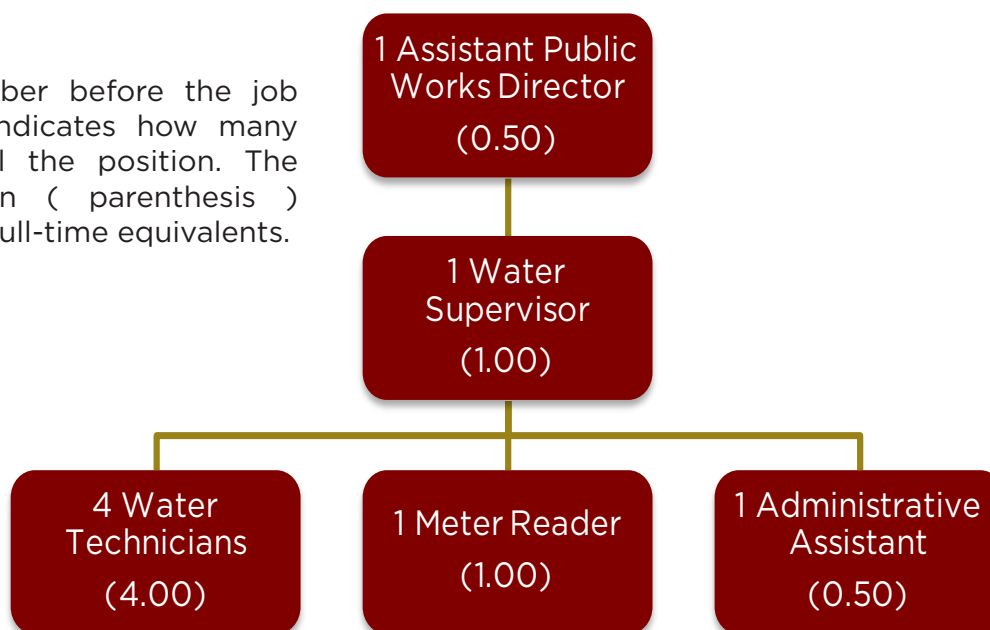 1 Assistant Public
Works Director
(0.50)
ber before the job
ndicates how many
l the position. The
n ( parenthesis )
ull-time equivalents.
1 Water
Supervisor
(1.00)
4 Water
Technicians
(4.00)
1 Meter Reader
(1.00)
1 Administrative
Assistant
(0.50)